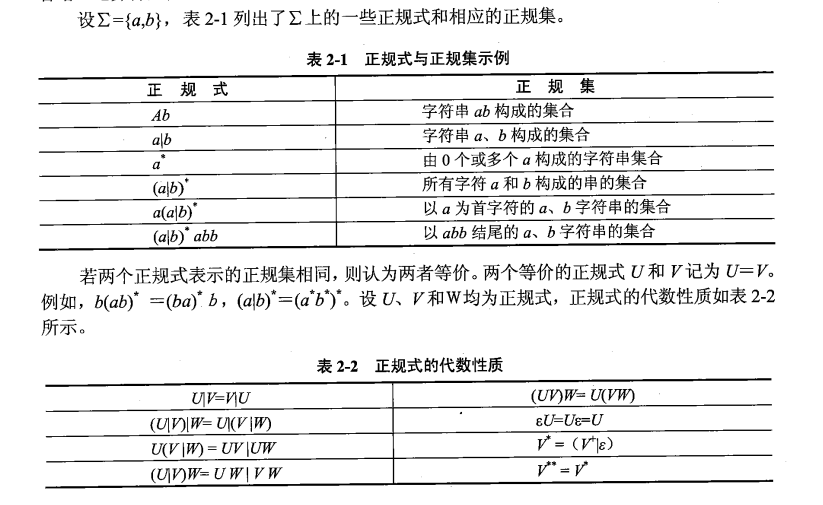 设∑={a,b}，表 2-1 列出了∑上的一些正规式和相应的正规集。
表 2-1 正规式与正规集示例
正 规 式 正 规 集
Ab 字符串 ab 构成的集合
a|b 字符串 a、b 构成的集合
a* 由 0 个或多个 a 构成的字符串集合
(a|b)* 所有字符 a 和 b 构成的串的集合
a(a|b)* 以 a 为首字符的 a、b 字符串的集合
(a|b)* abb 以 abb 结尾的 a、b 字符串的集合
若两个正规式表示的正规集相同，则认为两者等价。两个等价的正规式 U 和 V 记为 U=V。
例如，b(ab)* =(ba)* b，(a|b)*=(a*b*)*。设 U、V 和W均为正规式，正规式的代数性质如表 2-2
所示。
表 2-2 正规式的代数性质
U|V=V|U (UV)W= U(VW)
(U|V)|W= U|(V |W) εU=Uε=U
U(V |W) = UV |UW V* =（V⁺|ε）
(U|V)W= U W | V W V** = V*